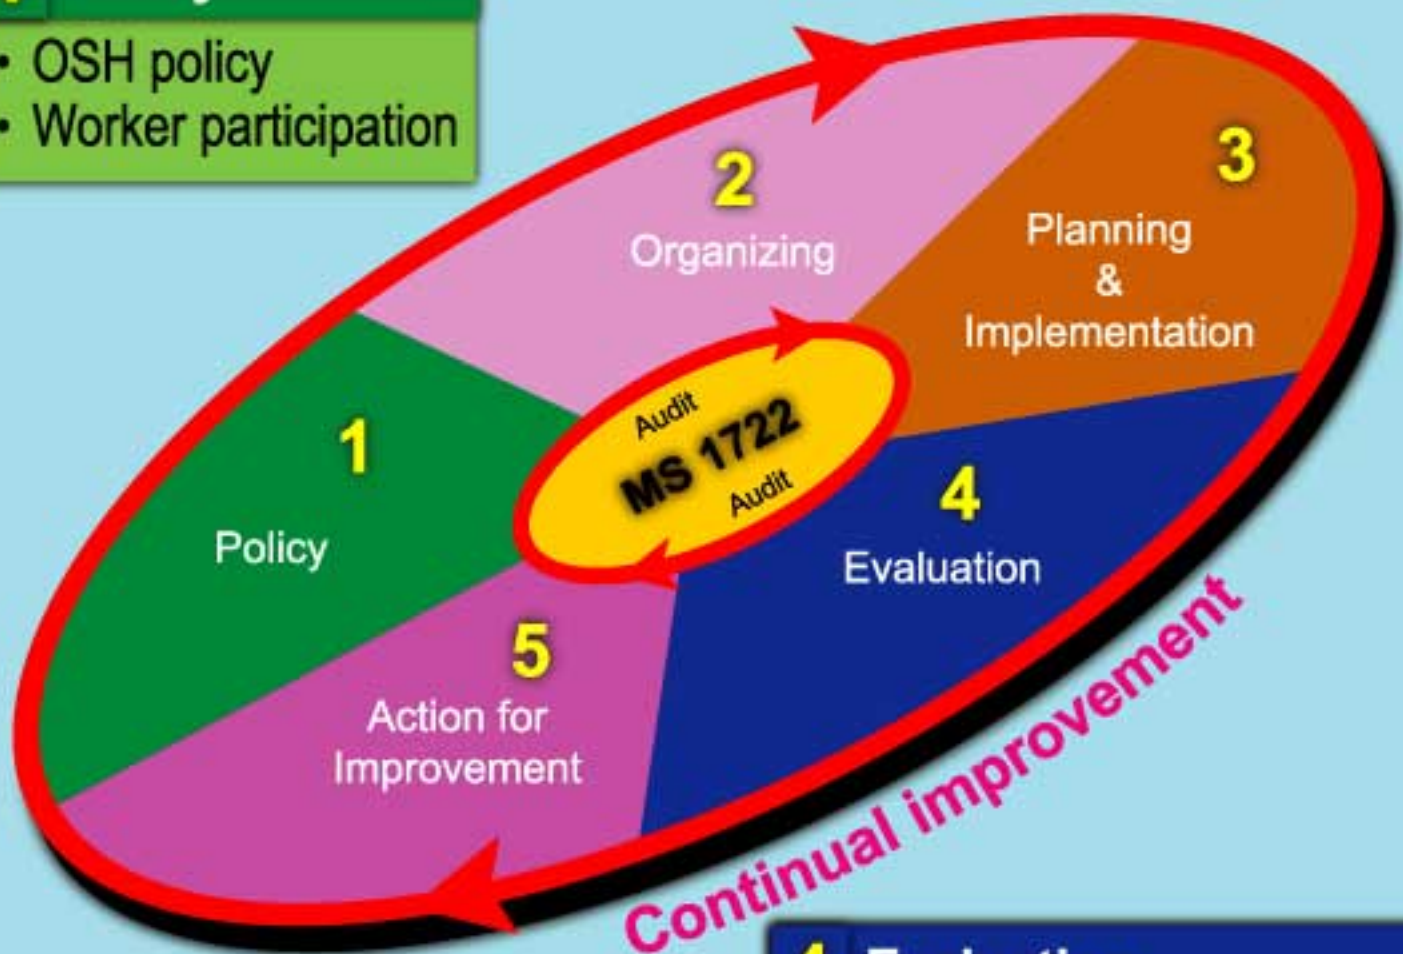 • OSH policy
• Worker participation
2
Organizing
3
Planning
&
Implementation
1
Policy
Audit
MS 1722
Audit
4
Evaluation
5
Action for
Improvement
Continual improvement